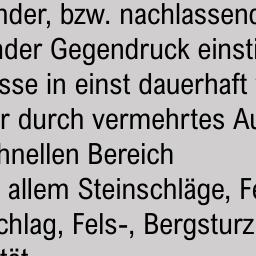 nder, bzw. nachlassend
nder Gegendruck einsti
sse in einst dauerhaft
r durch vermehrtes Au
hnellen Bereich
allem Steinschläge, Fe
chlag, Fels-, Bergsturz